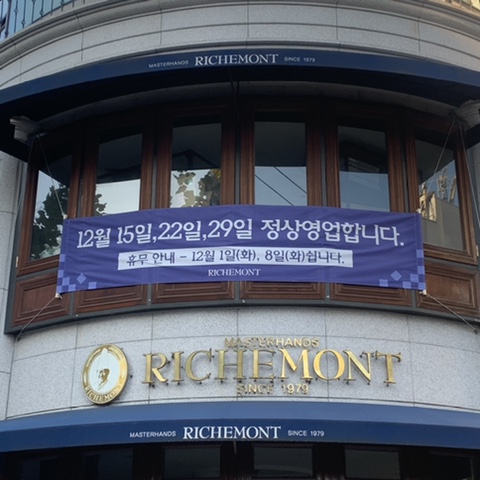 MASTERHANDS RICHEMONT SINCE 1979
12월 15일,22일,29일 정상영업합니다.
휴무 안내 - 12월 1일(화), 8일(화)쉽니다.
RICHEMONT
MASTERHANDS
RICHEMONT
SINCE 1979
RICHEMONT
MASTERHANDS RICHEMONT SINCE 1979